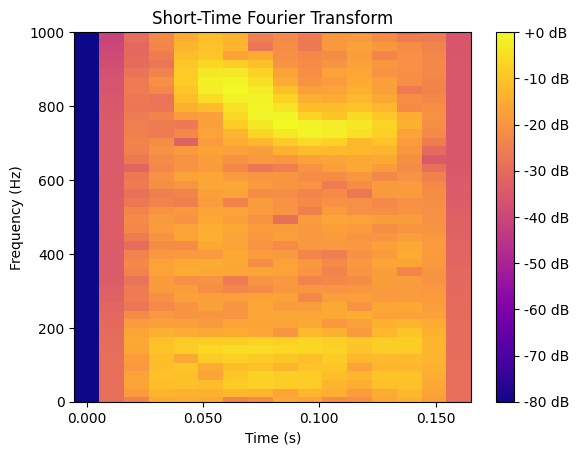 Short-Time Fourier Transform
1000
800
600
400
200
0
Frequency (Hz)
0.000
0.050
0.100
0.150
Time (s)
+0 dB
-10 dB
-20 dB
-30 dB
-40 dB
-50 dB
-60 dB
-70 dB
-80 dB